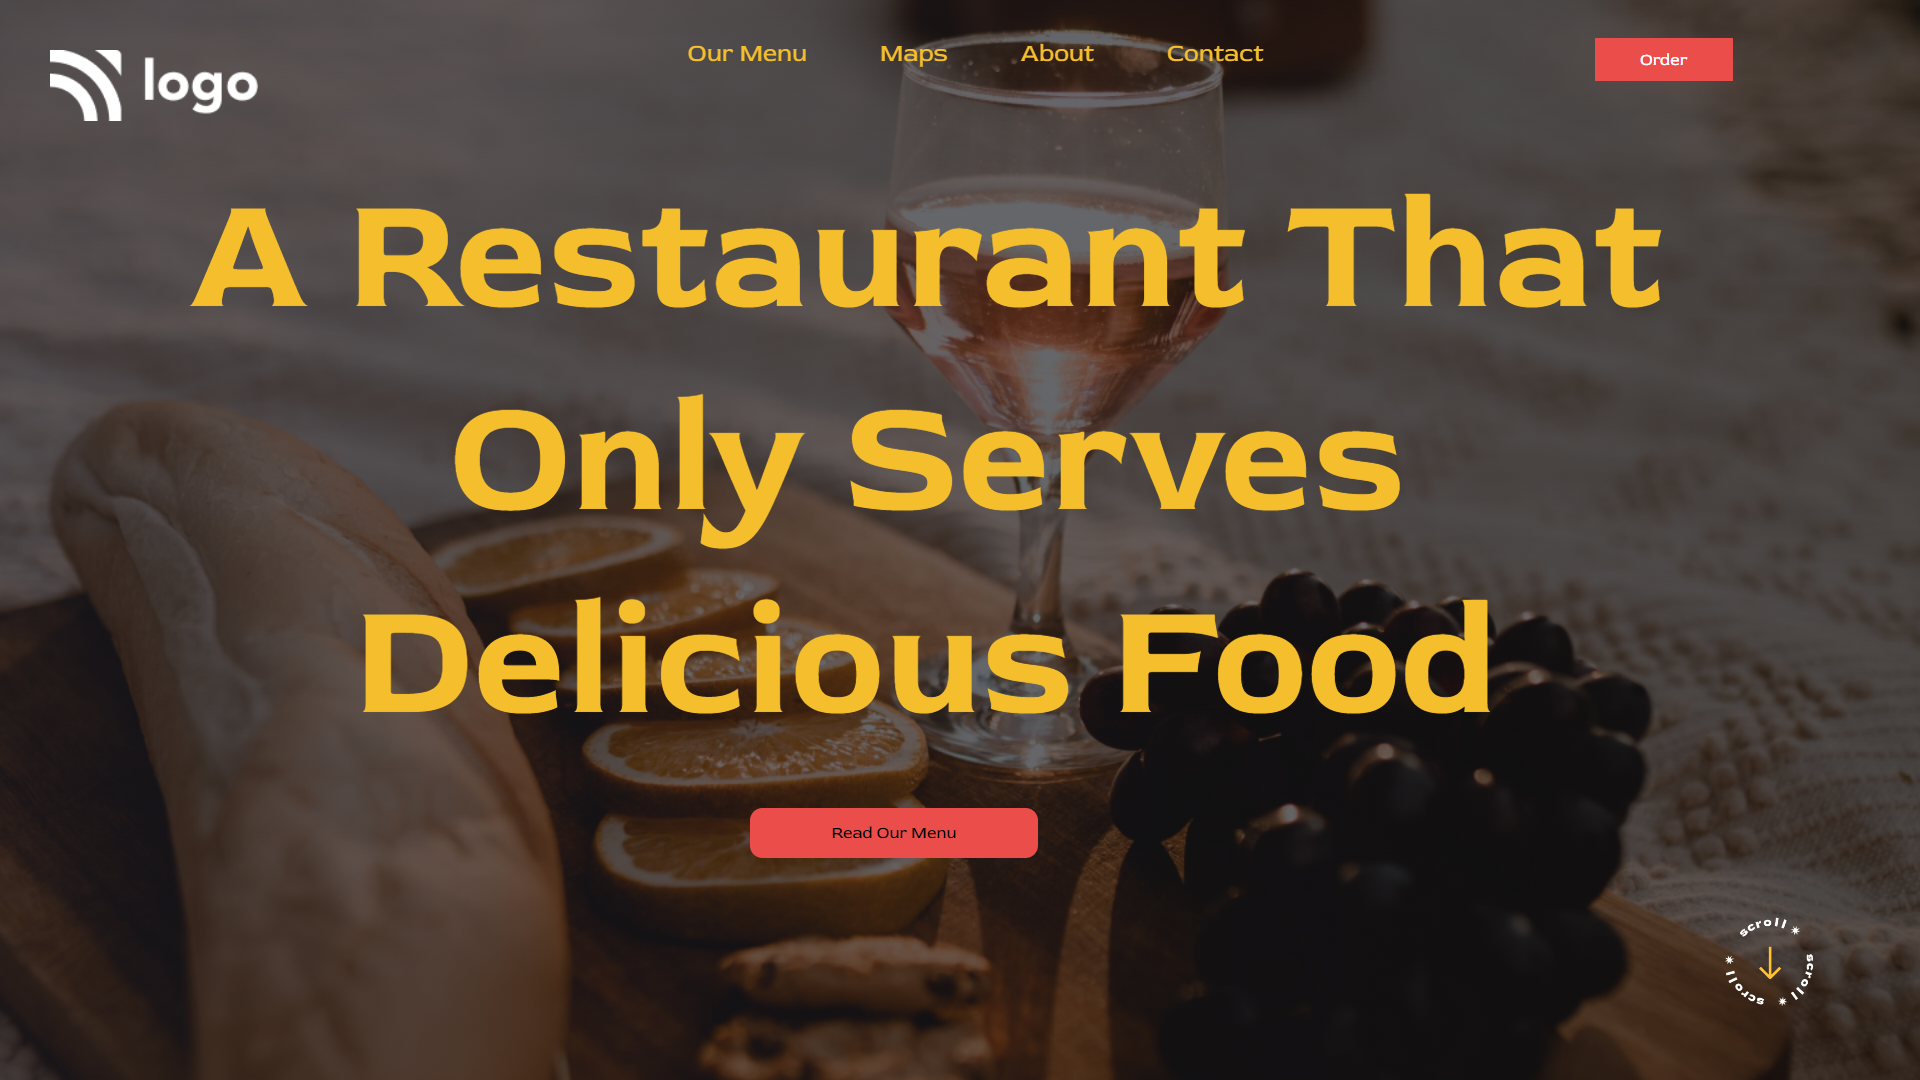 logo
Our Menu
Maps
About
Contact
Order
A Restaurant That
Only Serves
Delicious Food
Read Our Menu
scroll * scroll * scroll *